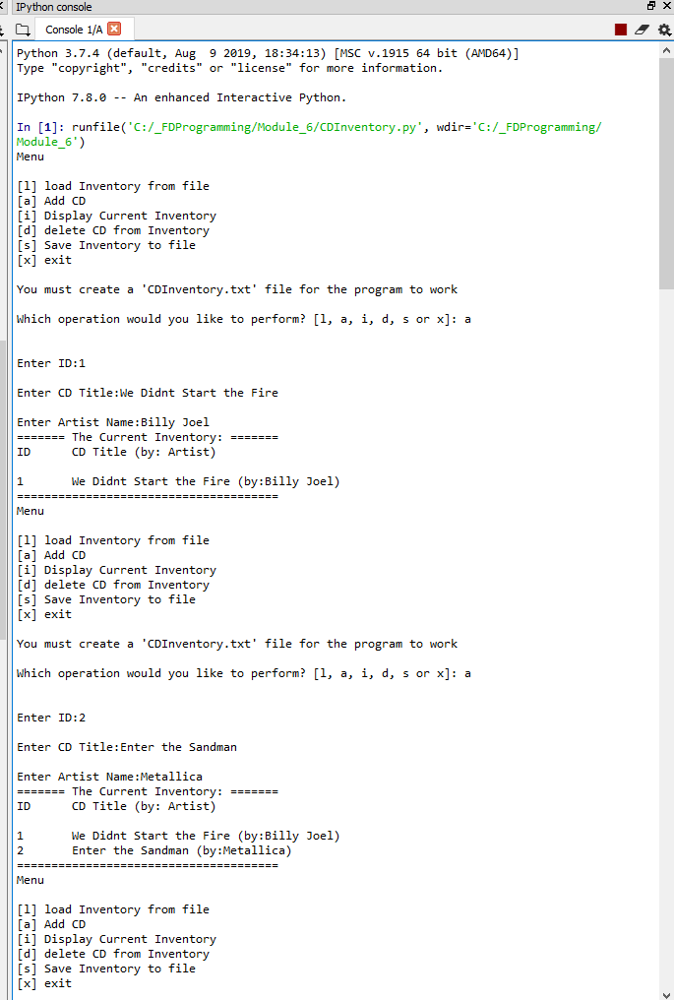 IPython console
Console 1/A
Python 3.7.4 (default, Aug  9 2019, 18:34:13) [MSC v.1915 64 bit (AMD64)]
Type "copyright", "credits" or "license" for more information.

IPython 7.8.0 -- An enhanced Interactive Python.

In [1]: runfile('C:/_FDProgramming/Module_6/CDInventory.py', wdir='C:/_FDProgramming/
Module_6')
Menu

[l] load Inventory from file
[a] Add CD
[i] Display Current Inventory
[d] delete CD from Inventory
[s] Save Inventory to file
[x] exit

You must create a 'CDInventory.txt' file for the program to work

Which operation would you like to perform? [l, a, i, d, s or x]: a

Enter ID:1

Enter CD Title:We Didnt Start the Fire

Enter Artist Name:Billy Joel
======= The Current Inventory: =======
ID      CD Title (by: Artist)

1       We Didnt Start the Fire (by:Billy Joel)
======================================
Menu

[l] load Inventory from file
[a] Add CD
[i] Display Current Inventory
[d] delete CD from Inventory
[s] Save Inventory to file
[x] exit

You must create a 'CDInventory.txt' file for the program to work

Which operation would you like to perform? [l, a, i, d, s or x]: a

Enter ID:2

Enter CD Title:Enter the Sandman

Enter Artist Name:Metallica
======= The Current Inventory: =======
ID      CD Title (by: Artist)

1       We Didnt Start the Fire (by:Billy Joel)
2       Enter the Sandman (by:Metallica)
======================================
Menu

[l] load Inventory from file
[a] Add CD
[i] Display Current Inventory
[d] delete CD from Inventory
[s] Save Inventory to file
[x] exit